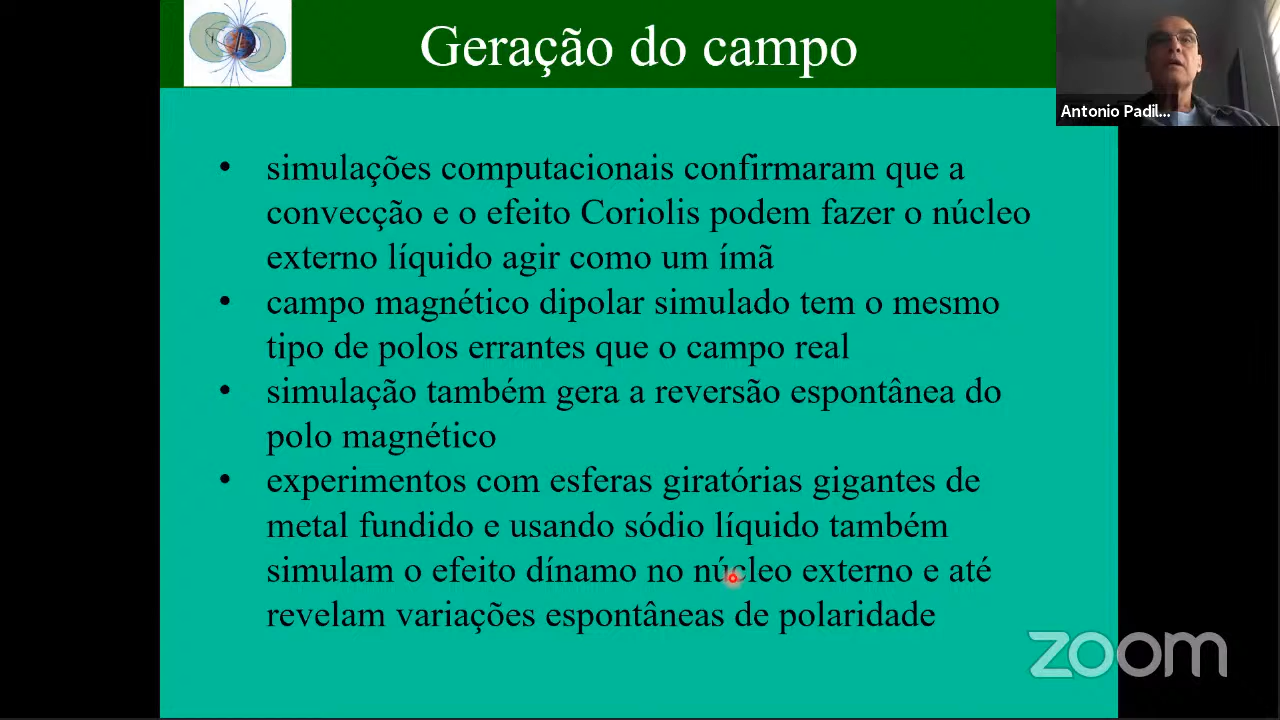 Geração do campo
Antonio Padil...
• simulações computacionais confirmaram que a
convecção e o efeito Coriolis podem fazer o núcleo
externo líquido agir como um ímã
• campo magnético dipolar simulado tem o mesmo
tipo de polos errantes que o campo real
• simulação também gera a reversão espontânea do
polo magnético
• experimentos com esferas giratórias gigantes de
metal fundido e usando sódio líquido também
simulam o efeito dínamo no núcleo externo e até
revelam variações espontâneas de polaridade
zoom